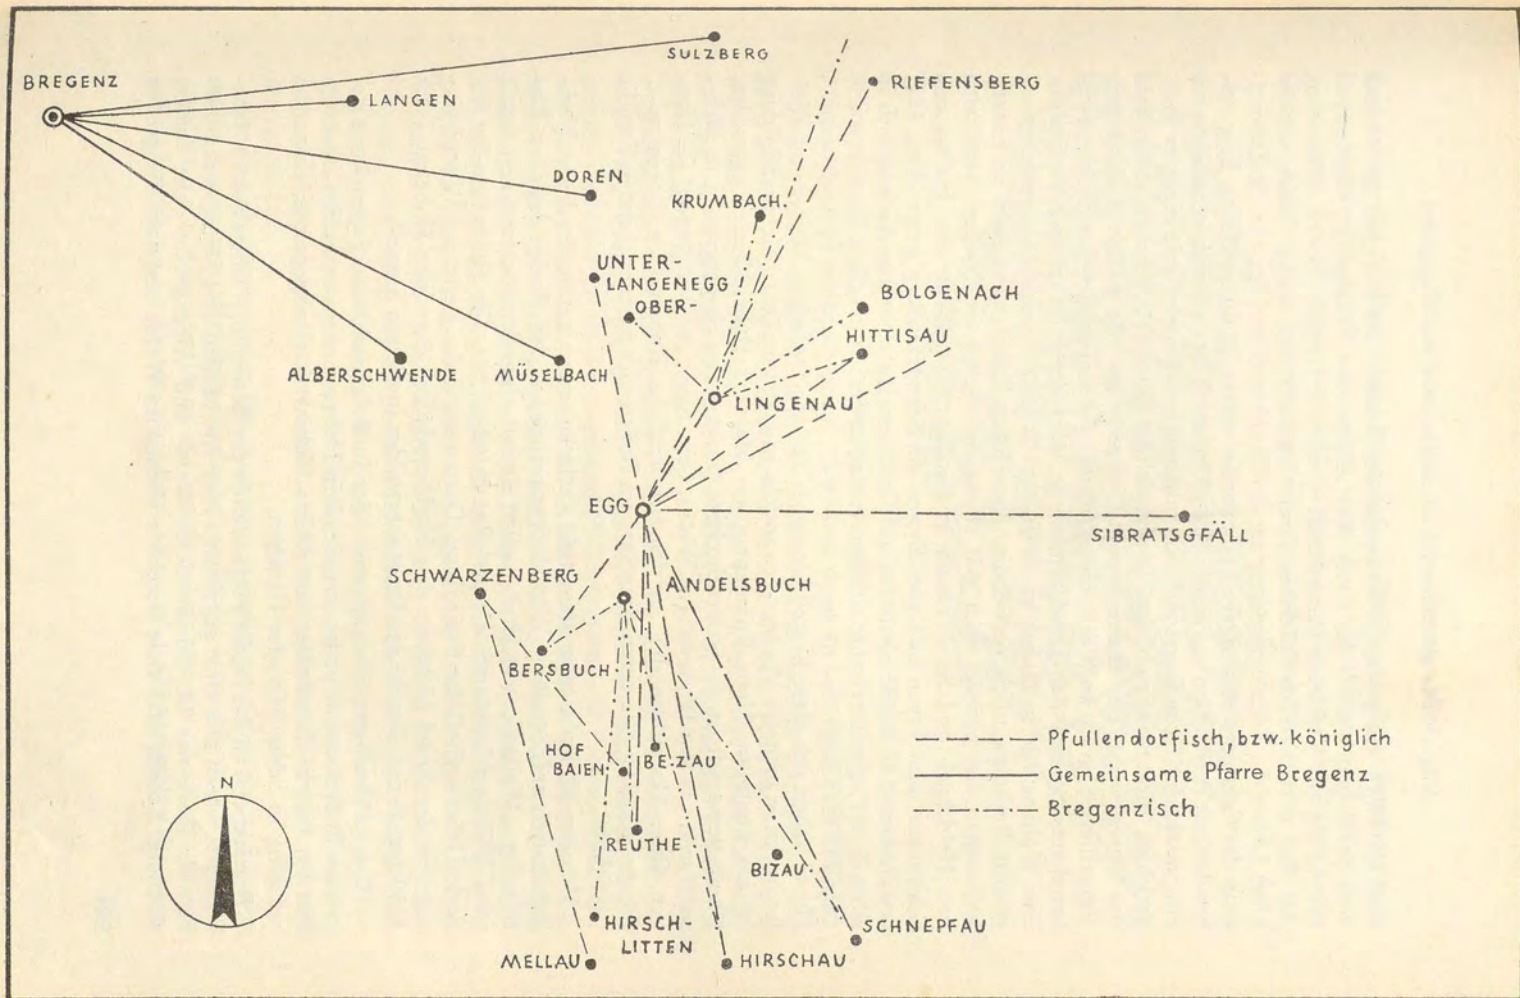 SULZBERG
BREGENZ
RIEFENSBERG
LANGEN
DOREN
KRUMBACH.
UNTER-
LANGENEGG
OBER-
BOLGENACH
HITTISAU
ALBERSCHWENDE
MÜSELBACH
LINGENAU
EGG
SIBRATSGFÄLL
SCHWARZENBERG
ANDELSBUCH
BERSBUCH
HOF
BAIEN
BEZAU
REUTHE
BIZAU
HIRSCH-
LITTEN
SCHNEPFAU
MELLAU
HIRSCHAU
Pfullendorfisch, bzw. königlich
Gemeinsame Pfarre Bregenz
Bregenzisch
N